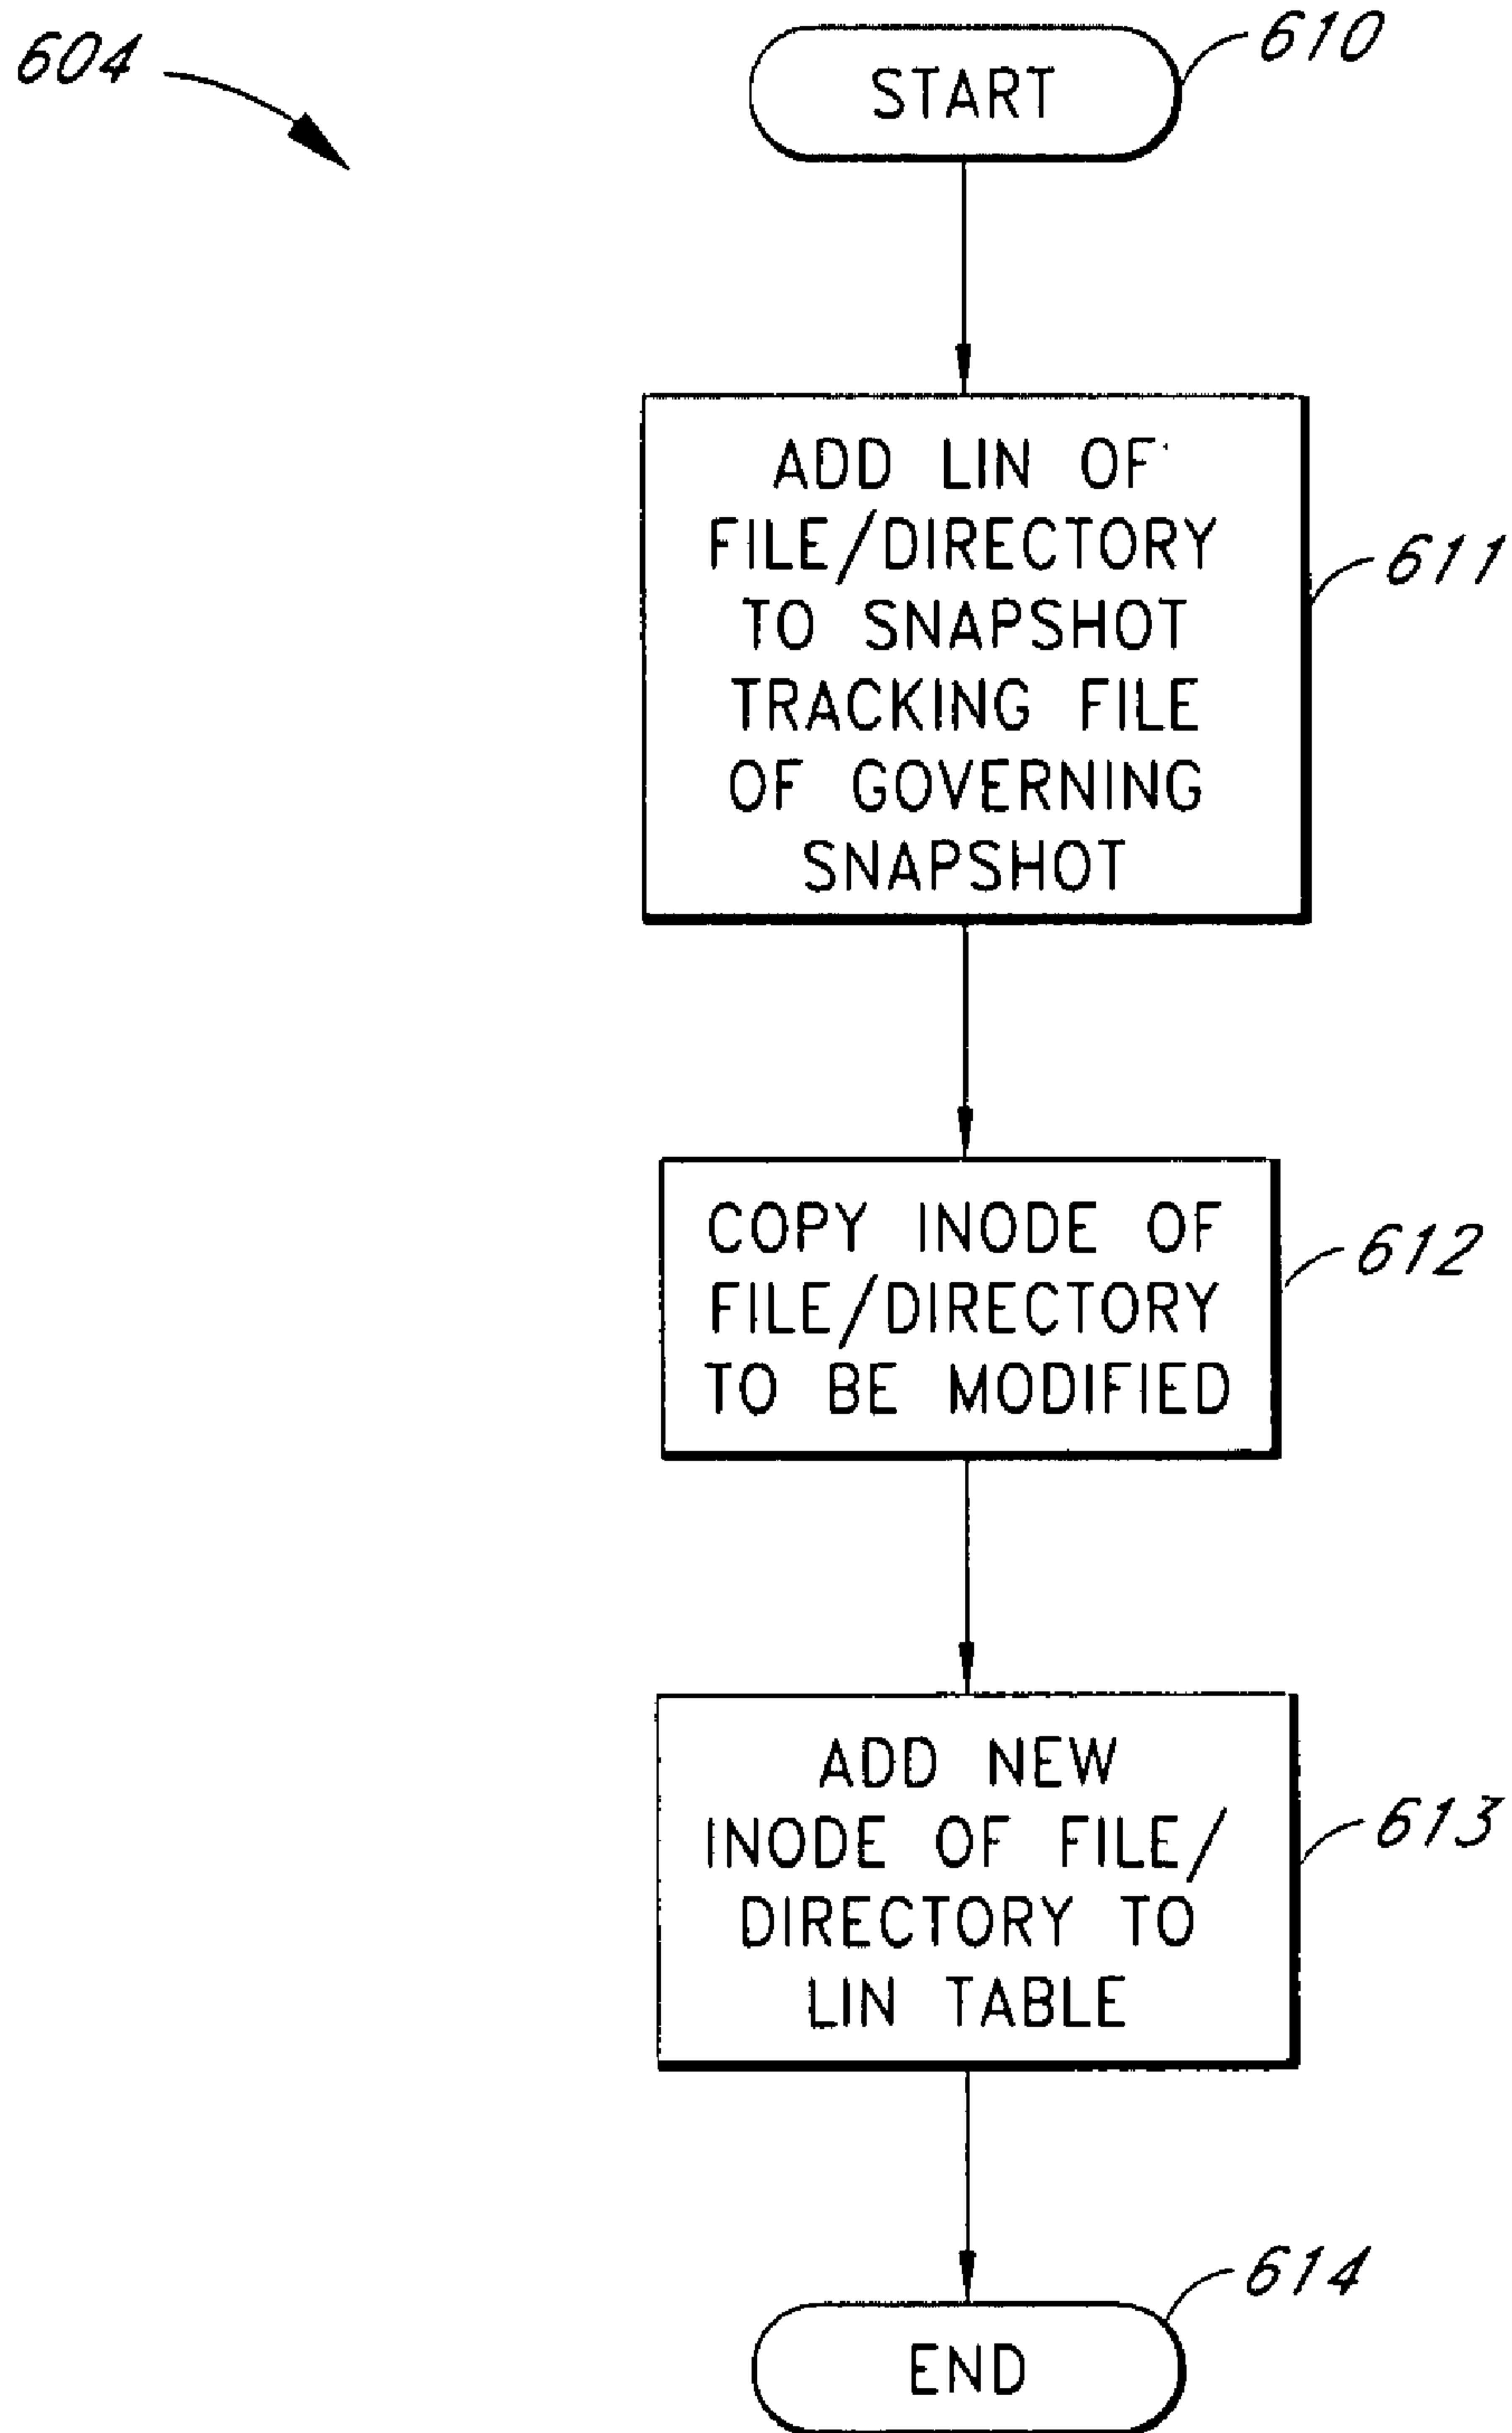 604
START
610
ADD LIN OF
FILE/DIRECTORY
TO SNAPSHOT
TRACKING FILE
OF GOVERNING
SNAPSHOT
611
COPY INODE OF
FILE/DIRECTORY
TO BE MODIFIED
612
ADD NEW
INODE OF FILE/
DIRECTORY TO
LIN TABLE
613
END
614